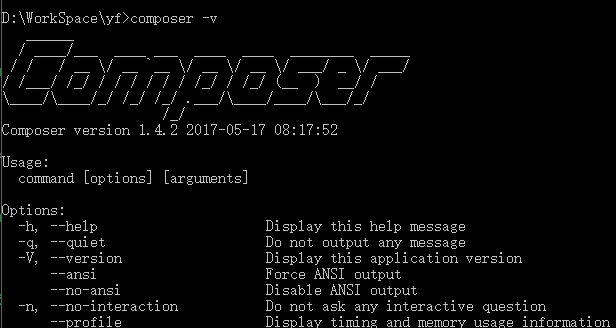 D:\WorkSpace\yf>composer -v
Composer
Composer version 1.4.2 2017-05-17 08:17:52
Usage:
  command [options] [arguments]
Options:
  -h, --help                     Display this help message
  -q, --quiet                    Do not output any message
  -V, --version                  Display this application version
      --ansi                     Force ANSI output
      --no-ansi                  Disable ANSI output
  -n, --no-interaction           Do not ask any interactive question
      --profile                  Display timing and memory usage information